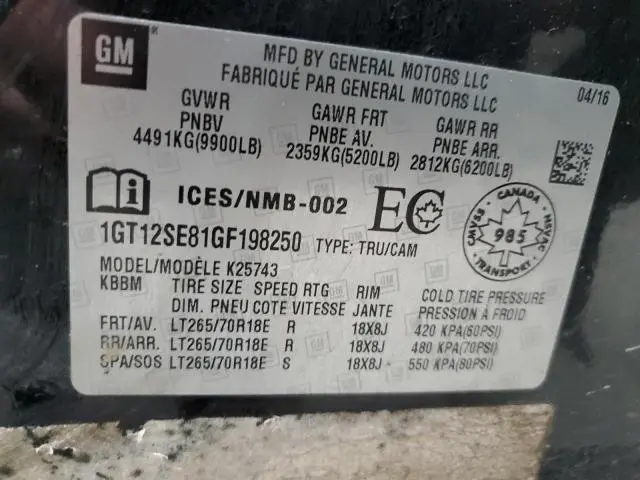 GM
MFD BY GENERAL MOTORS LLC
FABRIQUÉ PAR GENERAL MOTORS LLC
04/16
GVWR
PNBV
4491KG(9900LB)
GAWR FRT
PNBE AV.
2359KG(5200LB)
GAWR RR
PNBE ARR.
2812KG(6200LB)
i ICES/NMB-002 EC
CANADA
CMVSS 985 NSVAC
TRANSPORT
1GT12SE81GF198250 TYPE: TRU/CAM
MODEL/MODÈLE K25743
KBBM TIRE SIZE SPEED RTG RIM COLD TIRE PRESSURE
DIM. PNEU COTE VITESSE JANTE PRESSION À FROID
FRT/AV. LT265/70R18E R 18X8J 420 KPA(60PSI)
RR/ARR. LT265/70R18E R 18X8J 480 KPA(70PSI)
SPA/SOS LT265/70R18E S 18X8J 550 KPA(80PSI)